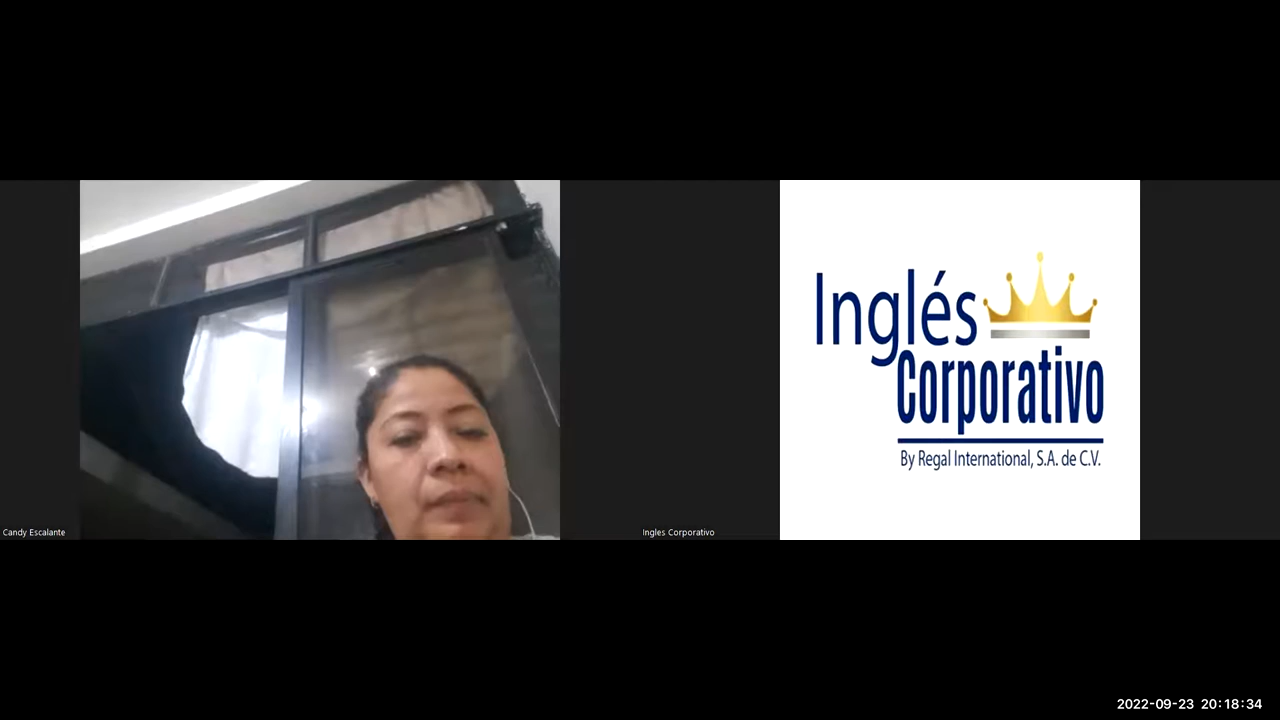 Inglés
Corporativo
By Regal International, S.A. de C.V.
Candy Escalante
Ingles Corporativo
2022-09-23 20:18:34